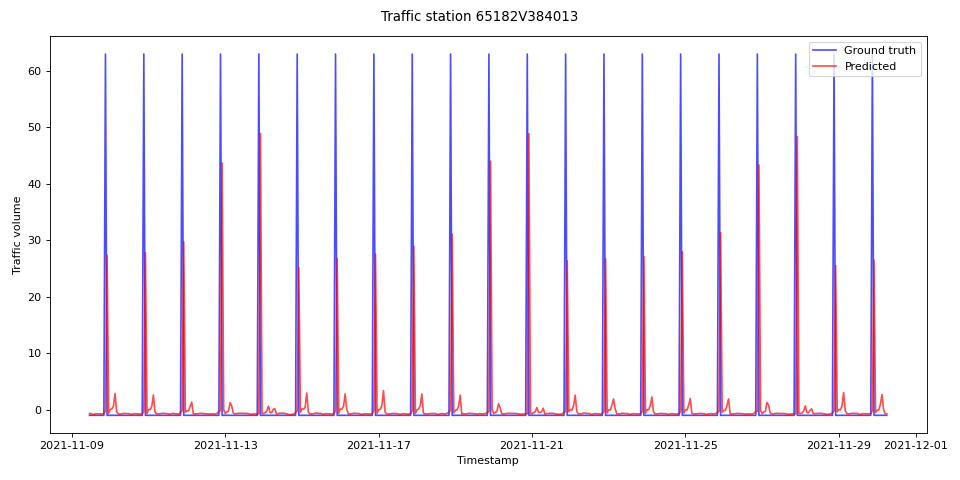 Traffic station 65182V384013
Ground truth
Predicted
Traffic volume
60
50
40
30
20
10
0
2021-11-09
2021-11-13
2021-11-17
2021-11-21
2021-11-25
2021-11-29
2021-12-01
Timestamp